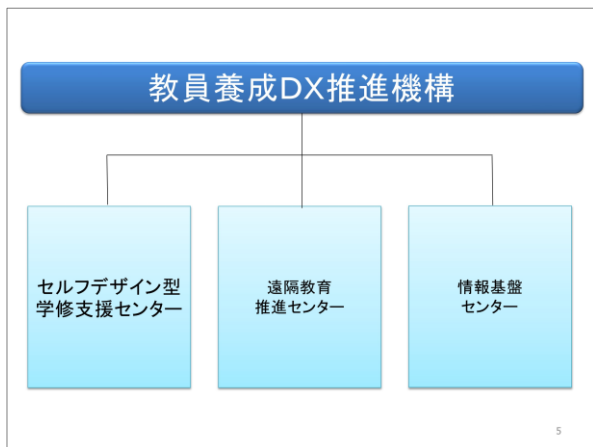 教員養成DX推進機構
セルフデザイン型
学修支援センター
遠隔教育
推進センター
情報基盤
センター
5